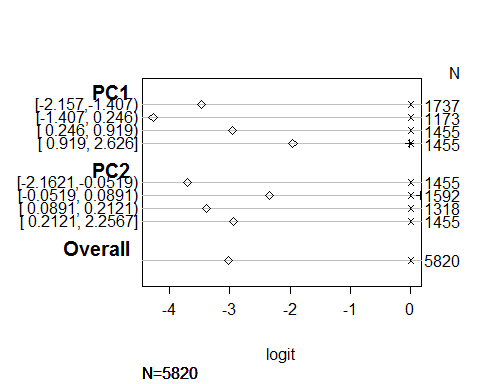 N
PC1
[-2.157,-1.407) 1737
[-1.407, 0.246) 1173
[ 0.246, 0.919) 1455
[ 0.919, 2.626] 1455
PC2
[-2.1621,-0.0519) 1455
[-0.0519, 0.0891) 1592
[ 0.0891, 0.2121) 1318
[ 0.2121, 2.2567] 1455
Overall
5820
-4 -3 -2 -1 0
logit
N=5820